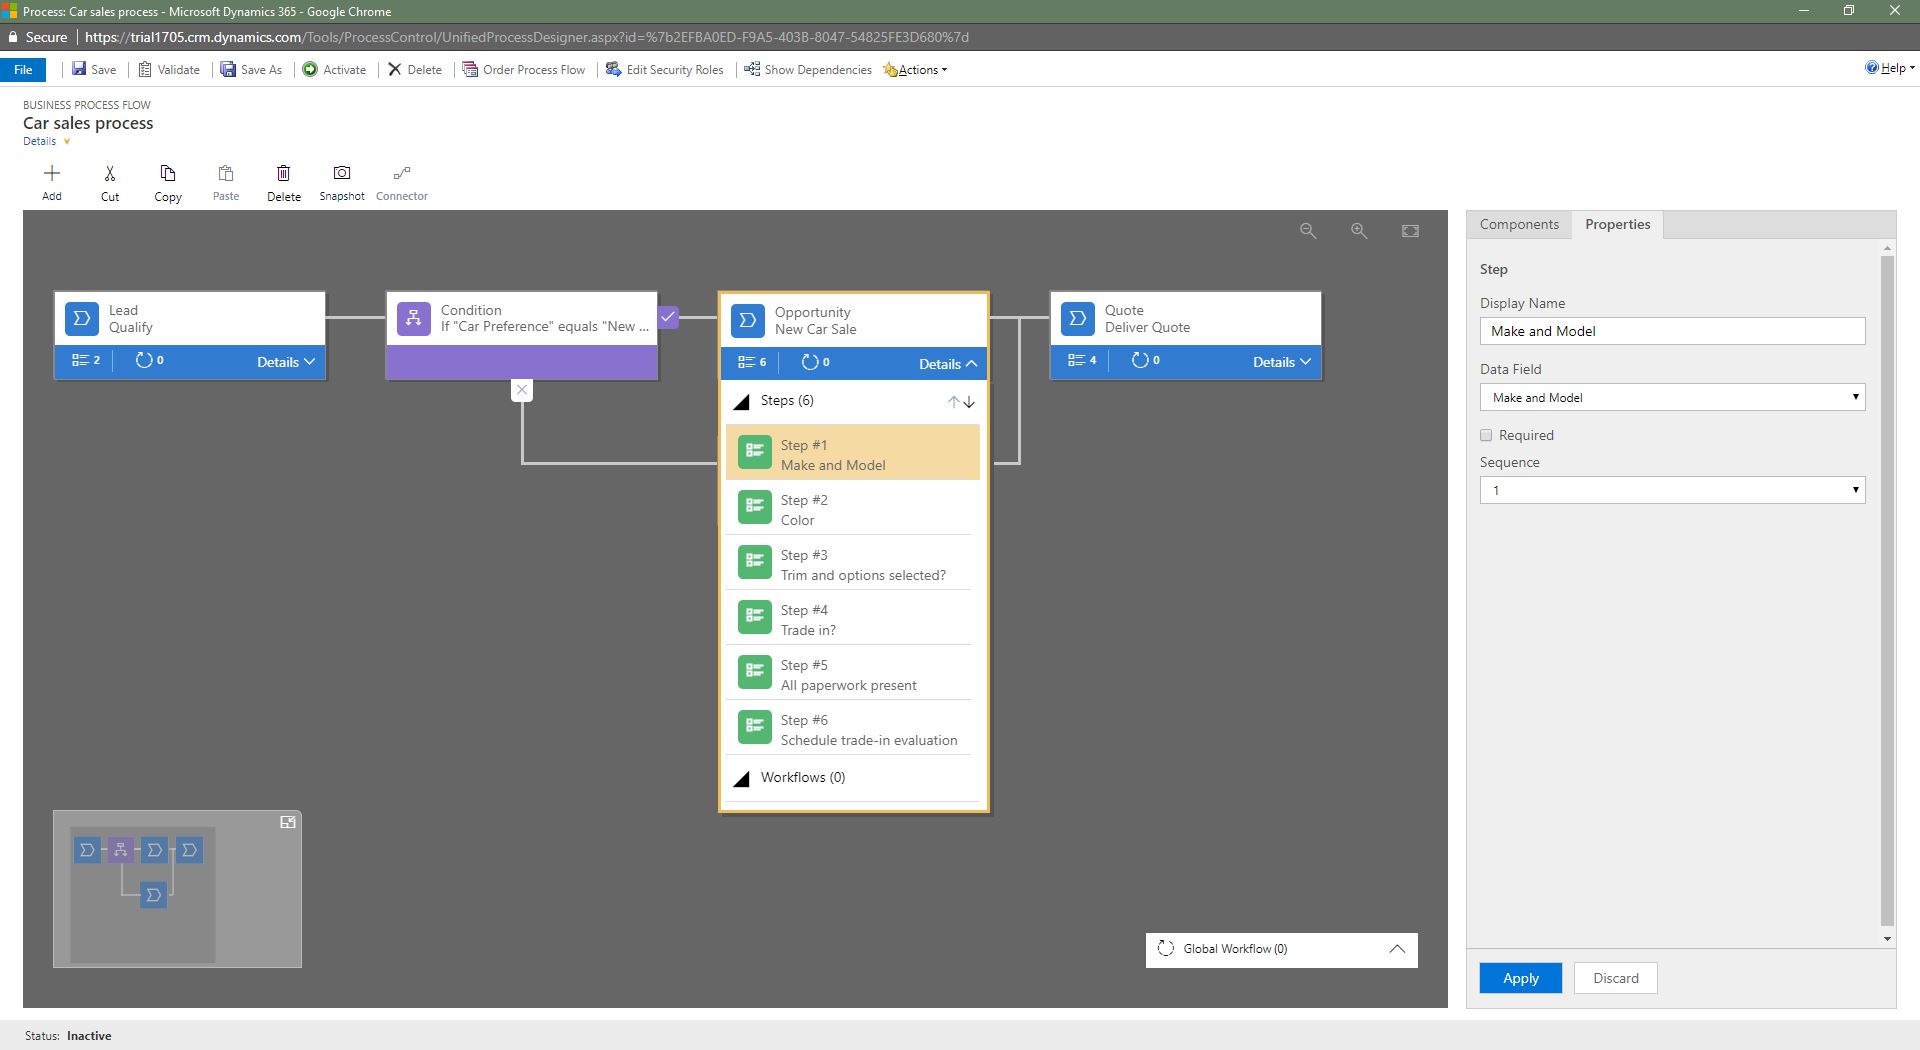 Process: Car sales process - Microsoft Dynamics 365 - Google Chrome
Secure | https://trial1705.crm.dynamics.com/Tools/ProcessControl/UnifiedProcessDesigner.aspx?id=%7b2EFBA0ED-F9A5-403B-8047-54825FE3D680%7d
File Save Validate Save As Activate Delete Order Process Flow Edit Security Roles Show Dependencies Actions Help
BUSINESS PROCESS FLOW
Car sales process
Details
Add Cut Copy Paste Delete Snapshot Connector
Lead
Qualify
2 0 Details
Condition
If "Car Preference" equals "New ...
Opportunity
New Car Sale
6 0 Details
Steps (6)
Step #1
Make and Model
Step #2
Color
Step #3
Trim and options selected?
Step #4
Trade in?
Step #5
All paperwork present
Step #6
Schedule trade-in evaluation
Workflows (0)
Quote
Deliver Quote
4 0 Details
Global Workflow (0)
Components Properties
Step
Display Name
Make and Model
Data Field
Make and Model
Required
Sequence
1
Apply Discard
Status: Inactive